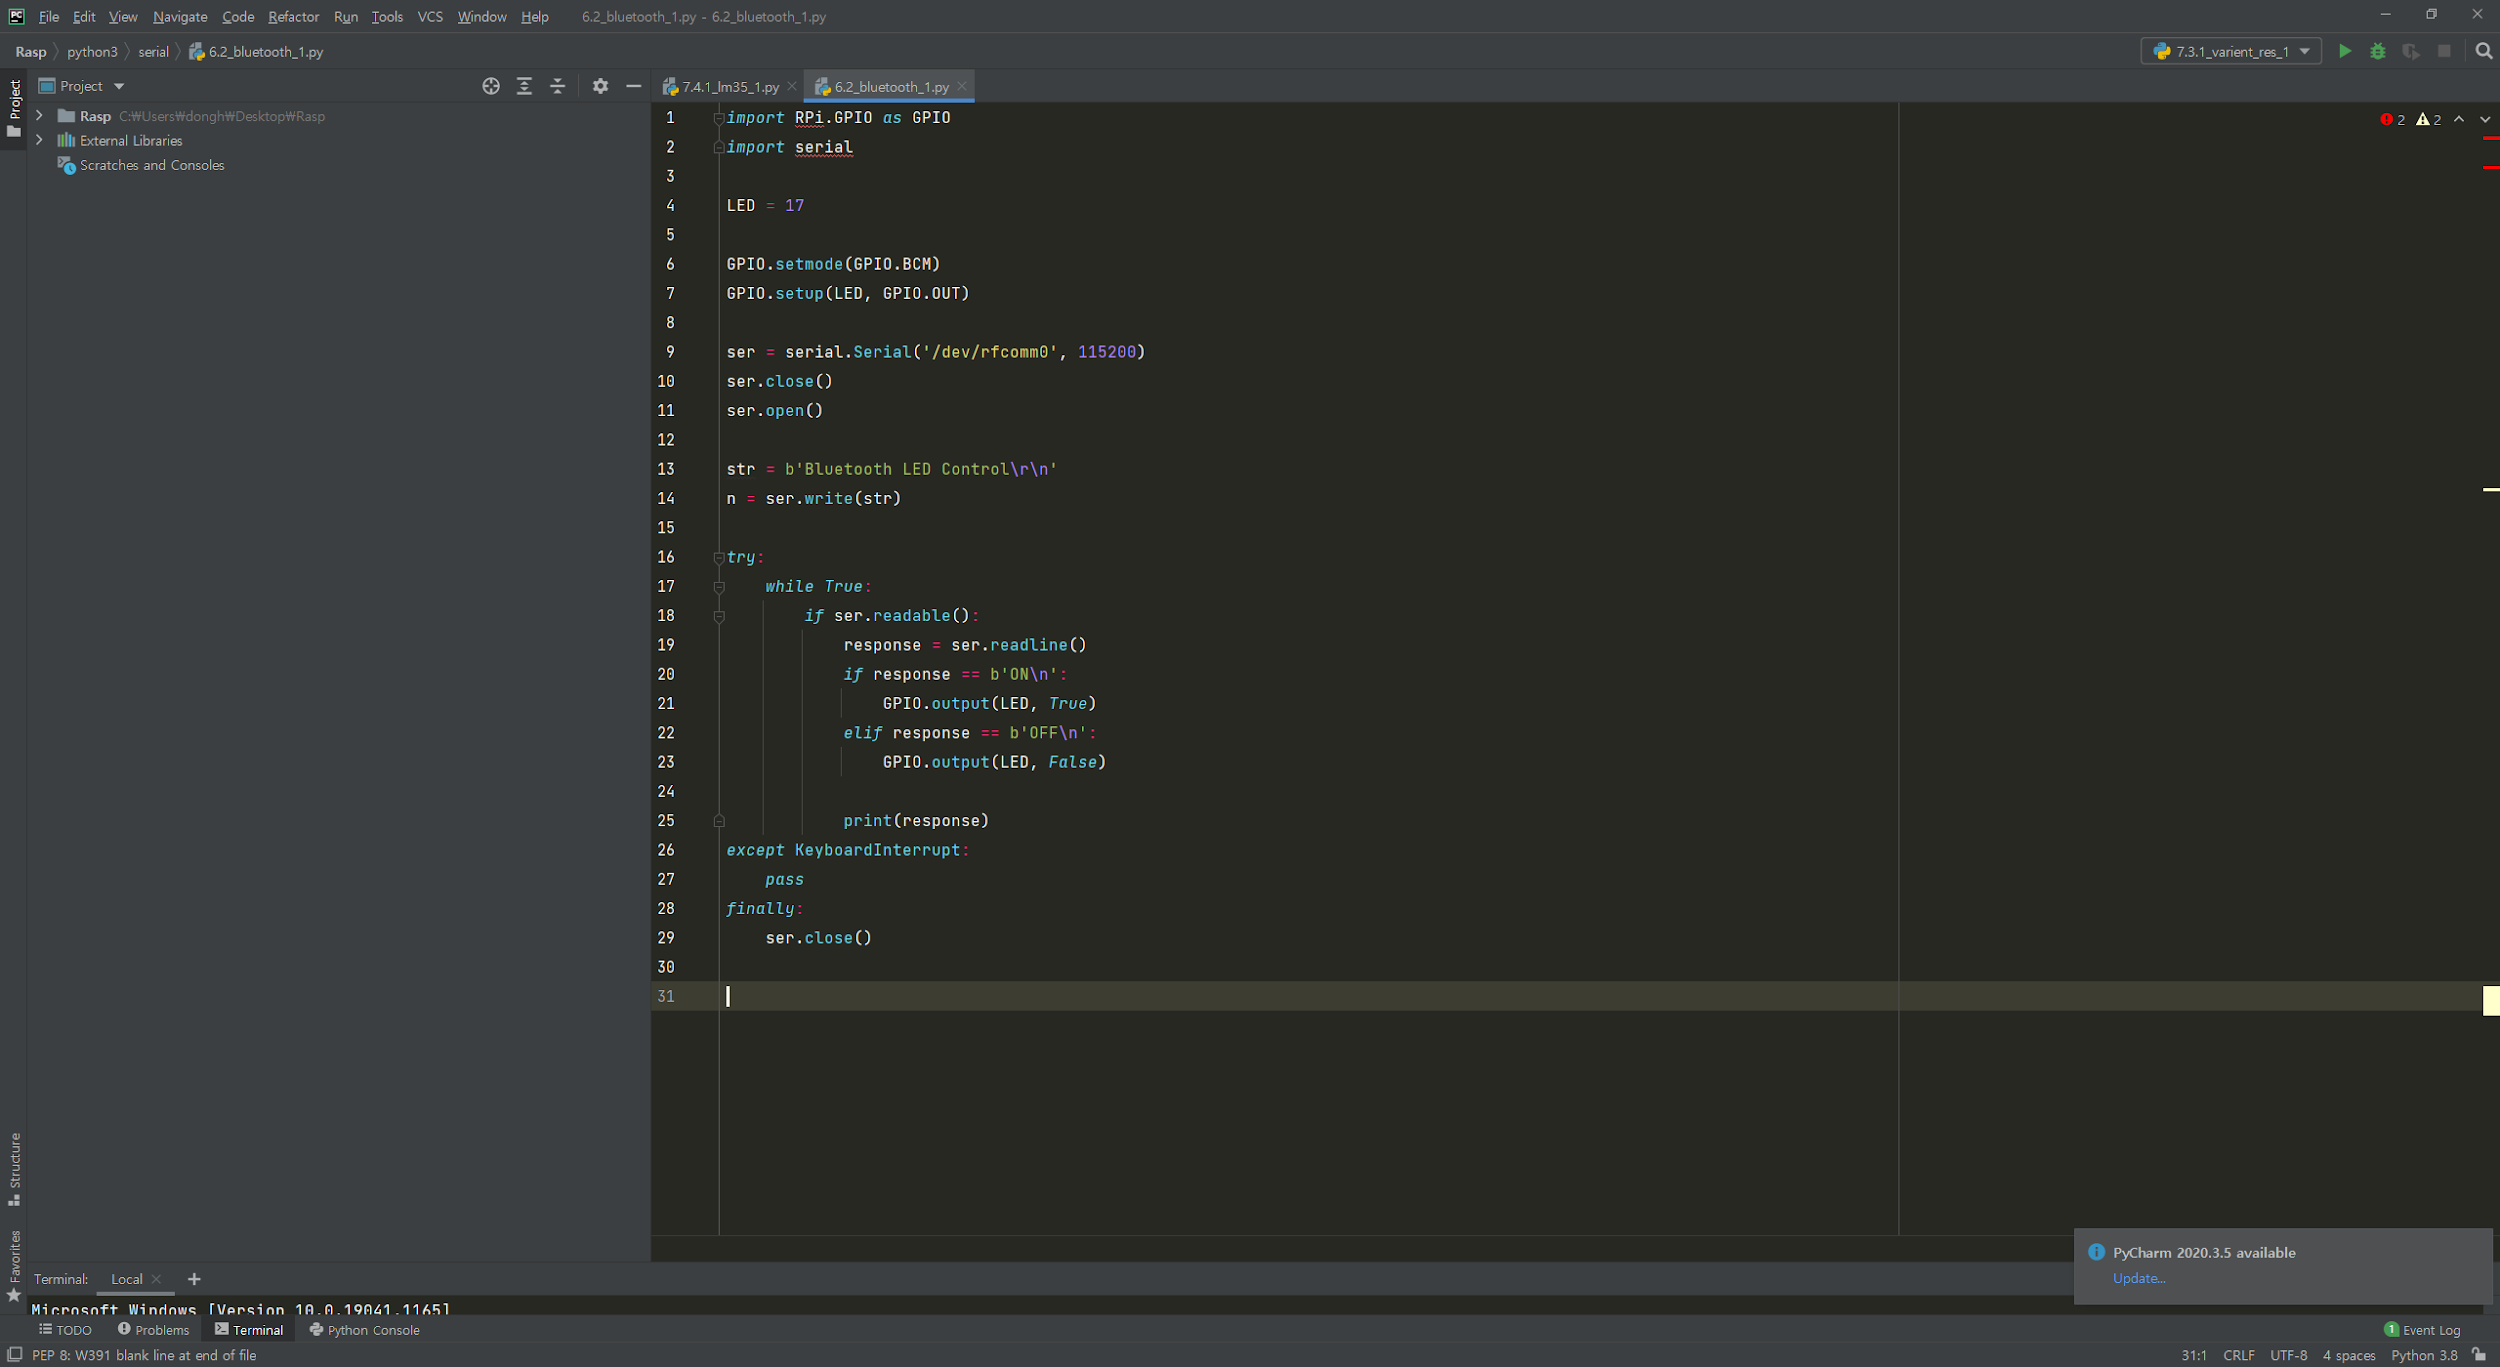 PC File Edit View Navigate Code Refactor Run Tools VCS Window Help 6.2_bluetooth_1.py - 6.2_bluetooth_1.py
Rasp python3 serial 6.2_bluetooth_1.py 7.3.1_varient_res_1
Project
Project 7.4.1_lm35_1.py 6.2_bluetooth_1.py
Rasp C:₩Users₩dongh₩Desktop₩Rasp
External Libraries
Scratches and Consoles
2 2
1 import RPi.GPIO as GPIO
2 import serial
3
4 LED = 17
5
6 GPIO.setmode(GPIO.BCM)
7 GPIO.setup(LED, GPIO.OUT)
8
9 ser = serial.Serial('/dev/rfcomm0', 115200)
10 ser.close()
11 ser.open()
12
13 str = b'Bluetooth LED Control\r\n'
14 n = ser.write(str)
15
16 try:
17     while True:
18         if ser.readable():
19             response = ser.readline()
20             if response == b'ON\n':
21                 GPIO.output(LED, True)
22             elif response == b'OFF\n':
23                 GPIO.output(LED, False)
24
25             print(response)
26 except KeyboardInterrupt:
27     pass
28 finally:
29     ser.close()
30
31
Structure
Favorites
PyCharm 2020.3.5 available
Update...
Terminal: Local
Microsoft Windows [Version 10.0.19041.1165]
TODO Problems Terminal Python Console 1 Event Log
PEP 8: W391 blank line at end of file 31:1 CRLF UTF-8 4 spaces Python 3.8